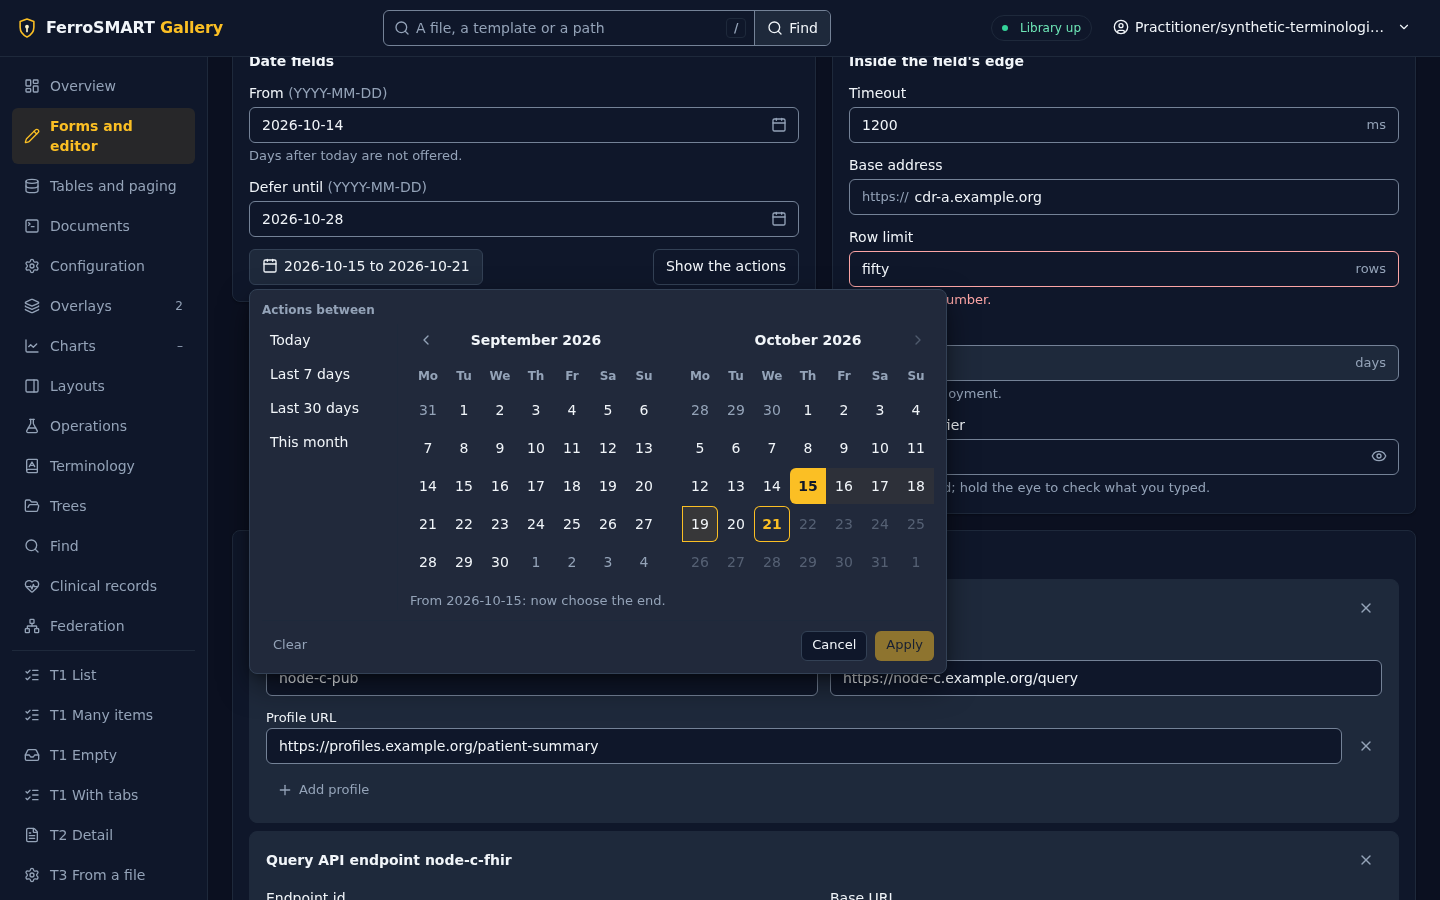 FerroSMART Gallery
A file, a template or a path
/
Find
Library up
Practitioner/synthetic-terminologi…
Overview
Forms and
editor
Tables and paging
Documents
Configuration
Overlays 2
Charts –
Layouts
Operations
Terminology
Trees
Find
Clinical records
Federation
T1 List
T1 Many items
T1 Empty
T1 With tabs
T2 Detail
T3 From a file
Date fields
From (YYYY-MM-DD)
2026-10-14
Days after today are not offered.
Defer until (YYYY-MM-DD)
2026-10-28
2026-10-15 to 2026-10-21
Show the actions
Inside the field's edge
Timeout
1200 ms
Base address
https:// cdr-a.example.org
Row limit
fifty rows
umber.
days
oyment.
ier
d; hold the eye to check what you typed.
Actions between
Today
Last 7 days
Last 30 days
This month
September 2026
Mo Tu We Th Fr Sa Su
31 1 2 3 4 5 6
7 8 9 10 11 12 13
14 15 16 17 18 19 20
21 22 23 24 25 26 27
28 29 30 1 2 3 4
October 2026
Mo Tu We Th Fr Sa Su
28 29 30 1 2 3 4
5 6 7 8 9 10 11
12 13 14 15 16 17 18
19 20 21 22 23 24 25
26 27 28 29 30 31 1
From 2026-10-15: now choose the end.
Clear
Cancel
Apply
node-c-pub
https://node-c.example.org/query
Profile URL
https://profiles.example.org/patient-summary
Add profile
Query API endpoint node-c-fhir
Endpoint id
Base URL